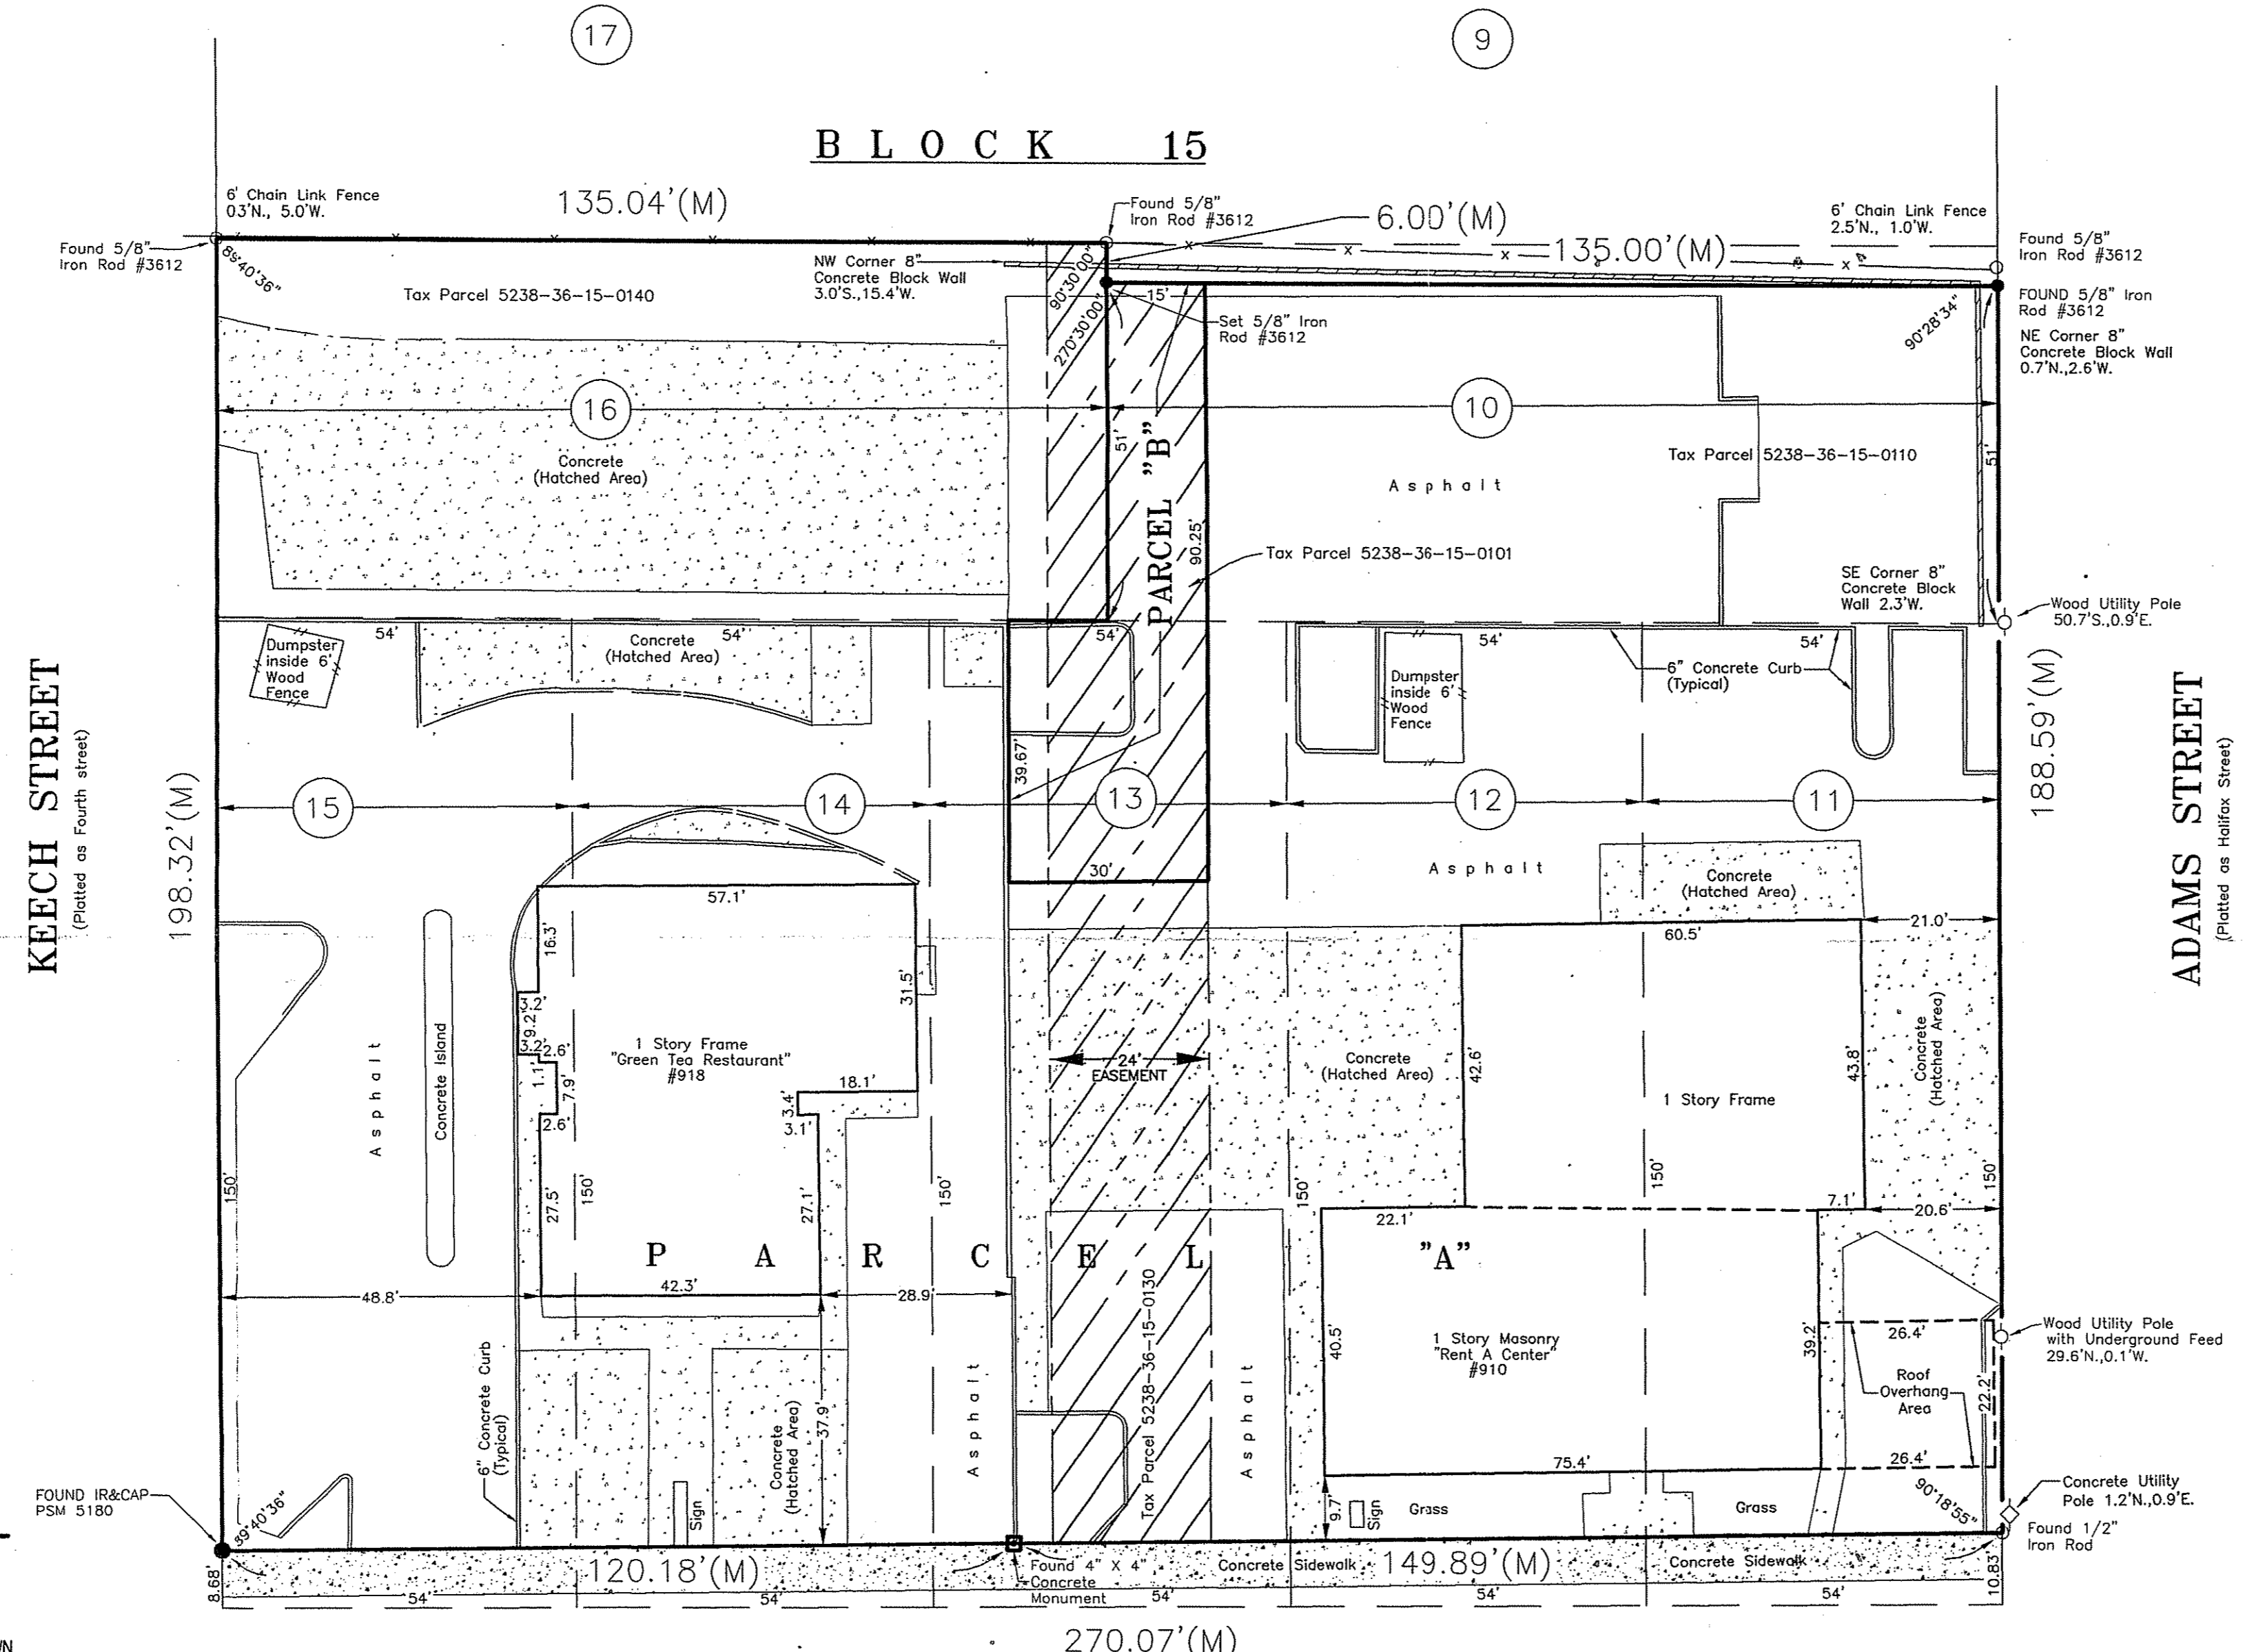 17
9
BLOCK 15
135.04'(M)
6' Chain Link Fence
03'N., 5.0'W.
Found 5/8"
Iron Rod #3612
6.00'(M)
6' Chain Link Fence
2.5'N., 1.0'W.
Found 5/8"
Iron Rod #3612
89°40'36"
NW Corner 8"
Concrete Block Wall
3.0'S.,15.4'W.
90°30'00"
135.00'(M)
Found 5/8"
Iron Rod #3612
Tax Parcel 5238-36-15-0140
15'
270°30'00"
Set 5/8" Iron
Rod #3612
90°28'34"
FOUND 5/8" Iron
Rod #3612
NE Corner 8"
Concrete Block Wall
0.7'N.,2.6'W.
16
10
Concrete
(Hatched Area)
51'
PARCEL "B"
90.25'
Asphalt
Tax Parcel 5238-36-15-0110
51'
Tax Parcel 5238-36-15-0101
SE Corner 8"
Concrete Block
Wall 2.3'W.
Wood Utility Pole
50.7'S.,0.9'E.
54'
54'
54'
54'
54'
Dumpster
inside 6'
Wood
Fence
Concrete
(Hatched Area)
Dumpster
inside 6'
Wood
Fence
6" Concrete Curb
(Typical)
KEECH STREET
(Platted as Fourth street)
198.32'(M)
39.67'
188.59'(M)
ADAMS STREET
(Platted as Halifax Street)
15
14
13
12
11
30'
Asphalt
Concrete
(Hatched Area)
57.1'
16.3'
31.5'
60.5'
21.0'
3.2'
9.2'
3.2'
2.6'
1.1'
7.9'
2.6'
1 Story Frame
"Green Tea Restaurant"
#918
18.1'
3.4'
3.1'
24'
EASEMENT
Concrete
(Hatched Area)
42.6'
43.8'
1 Story Frame
Concrete
(Hatched Area)
Asphalt
Concrete Island
150'
27.5'
150'
27.1'
150'
150'
150'
150'
22.1'
7.1'
20.6'
PARCEL "A"
48.8'
42.3'
28.9'
Tax Parcel 5238-36-15-0130
40.5'
1 Story Masonry
"Rent A Center"
#910
39.2'
26.4'
Roof
Overhang
Area
22.2'
Wood Utility Pole
with Underground Feed
29.6'N.,0.1'W.
6" Concrete Curb
(Typical)
Concrete
(Hatched Area)
37.9'
Asphalt
Asphalt
75.4'
26.4'
Sign
9.7'
Sign
Grass
Grass
90°18'55"
Concrete Utility
Pole 1.2'N.,0.9'E.
Found 1/2"
Iron Rod
FOUND IR&CAP
PSM 5180
89°40'36"
120.18'(M)
Found 4" X 4"
Concrete
Monument
Concrete Sidewalk
149.89'(M)
Concrete Sidewalk
8.68'
54'
54'
54'
54'
54'
10.83'
270.07'(M)